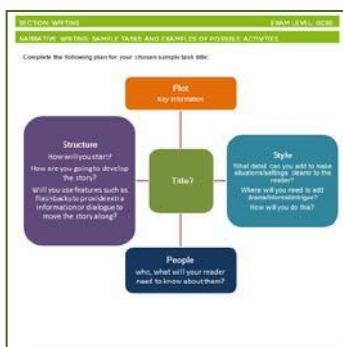 SECTION: WRITING EXAM LEVEL: GCSE
NARRATIVE WRITING: SAMPLE TASKS AND EXAMPLES OF POSSIBLE ACTIVITIES
Complete the following plan for your chosen sample task title:
Plot
Key information
Structure
How will you start?
How are you going to develop
the story?
Will you use features such as
flashbacks to provide extra
information or dialogue to
move the story along?
Title?
Style
What detail can you add to make
situations/settings clearer to the
reader?
Where will you need to add
drama/interest/intrigue?
How will you do this?
People
who, what will your reader
need to know about them?